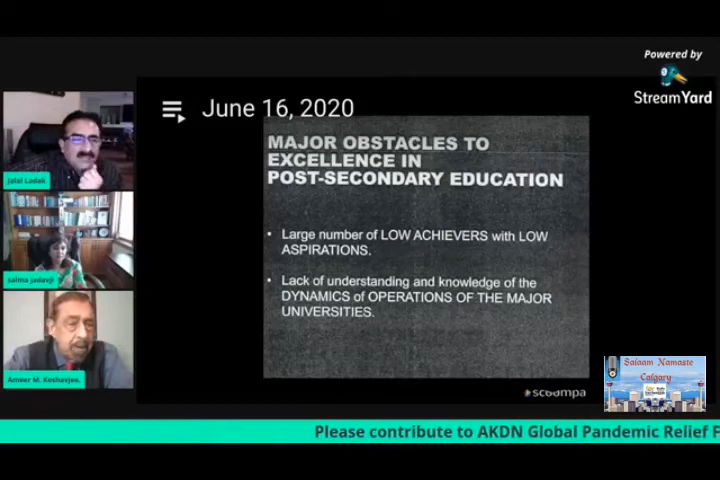 Powered by
StreamYard
June 16, 2020
MAJOR OBSTACLES TO
EXCELLENCE IN
POST-SECONDARY EDUCATION
• Large number of LOW ACHIEVERS with LOW
ASPIRATIONS.
• Lack of understanding and knowledge of the
DYNAMICS of OPERATIONS OF THE MAJOR
UNIVERSITIES.
Jalal Ladak
salma jadavji
Ameer M. Keshavjee.
scoompa
Salaam Namaste
Calgary
Please contribute to AKDN Global Pandemic Relief F